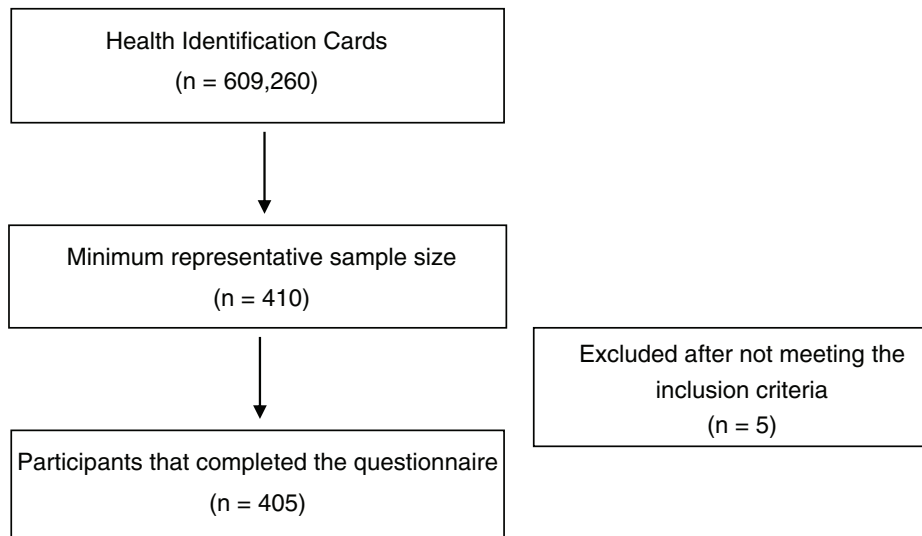 Health Identification Cards
(n = 609,260)
Minimum representative sample size
(n = 410)
Excluded after not meeting the
inclusion criteria
(n = 5)
Participants that completed the questionnaire
(n = 405)